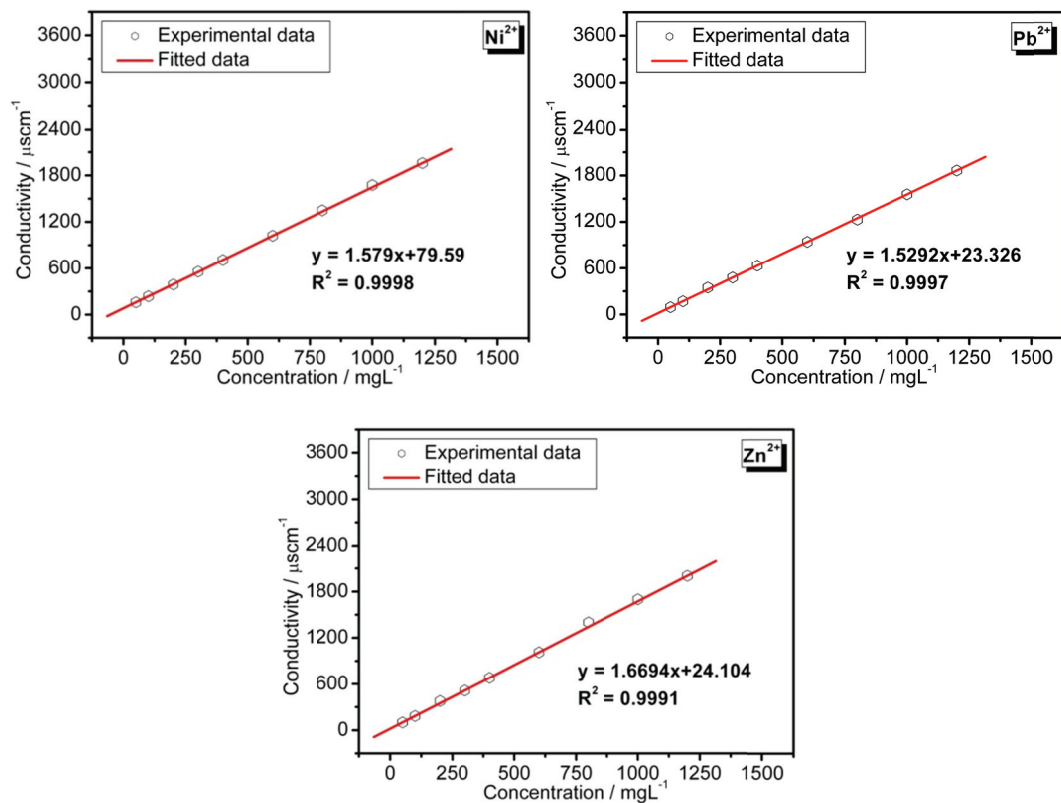 3600
3000
2400
1800
1200
600
0
Conductivity / μscm⁻¹
Experimental data
Fitted data
Ni²⁺
y = 1.579x+79.59
R² = 0.9998
0 250 500 750 1000 1250 1500
Concentration / mgL⁻¹
3600
3000
2400
1800
1200
600
0
Conductivity / μscm⁻¹
Experimental data
Fitted data
Pb²⁺
y = 1.5292x+23.326
R² = 0.9997
0 250 500 750 1000 1250 1500
Concentration / mgL⁻¹
3600
3000
2400
1800
1200
600
0
Conductivity / μscm⁻¹
Experimental data
Fitted data
Zn²⁺
y = 1.6694x+24.104
R² = 0.9991
0 250 500 750 1000 1250 1500
Concentration / mgL⁻¹